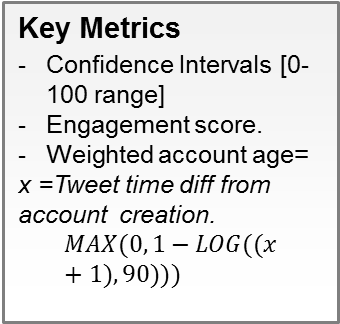 Key Metrics
- Confidence Intervals [0-
100 range]
- Engagement score.
- Weighted account age=
x =Tweet time diff from
account creation.
MAX(0, 1 − LOG((x
+ 1), 90)))